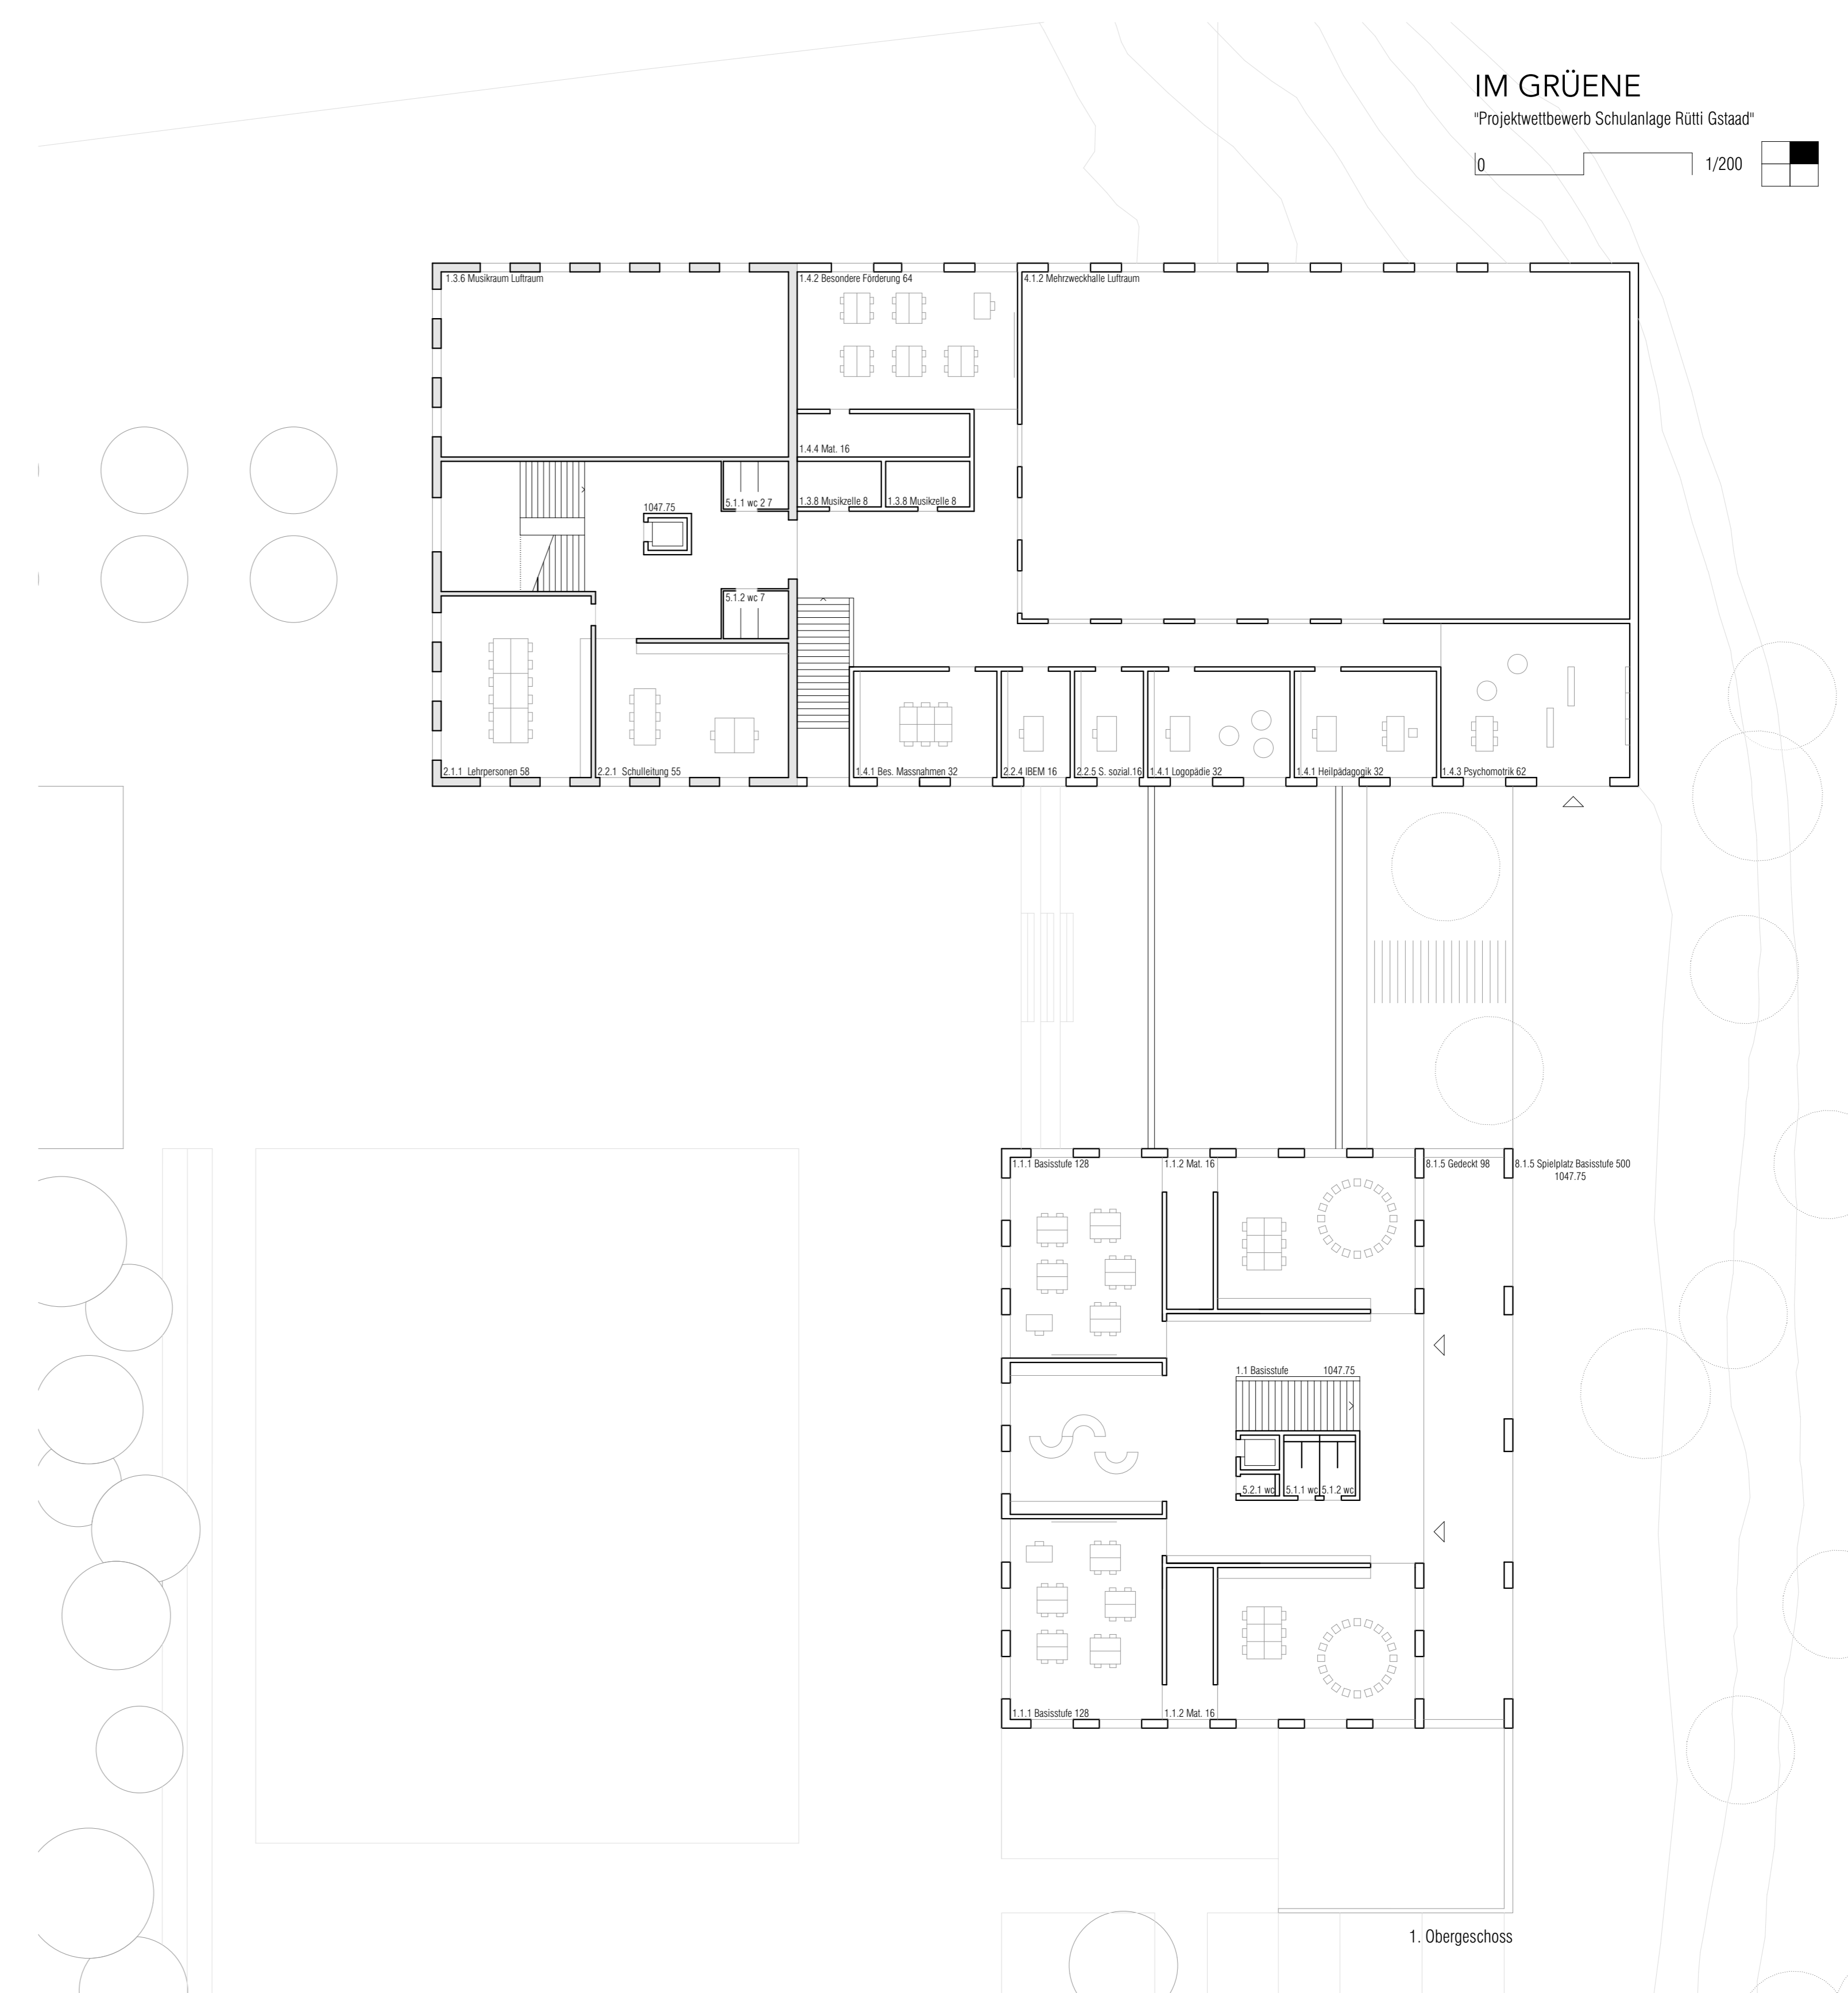 IM GRÜENE
"Projektwettbewerb Schulanlage Rütti Gstaad"
0
1/200
1.3.6 Musikraum Luftraum
1.4.2 Besondere Förderung 64
4.1.2 Mehrzweckhalle Luftraum
1.4.4 Mat. 16
1.3.8 Musikzelle 8
1.3.8 Musikzelle 8
5.1.1 wc 2 7
1047.75
5.1.2 wc 7
2.1.1 Lehrpersonen 58
2.2.1 Schulleitung 55
1.4.1 Bes. Massnahmen 32
2.2.4 IBEM 16
2.2.5 S. sozial.16
1.4.1 Logopädie 32
1.4.1 Heilpädagogik 32
1.4.3 Psychomotrik 62
1.1.1 Basisstufe 128
1.1.2 Mat. 16
8.1.5 Gedeckt 98
8.1.5 Spielplatz Basisstufe 500
1047.75
1.1 Basisstufe
1047.75
5.2.1 wc
5.1.1 wc
5.1.2 wc
1.1.1 Basisstufe 128
1.1.2 Mat. 16
1. Obergeschoss